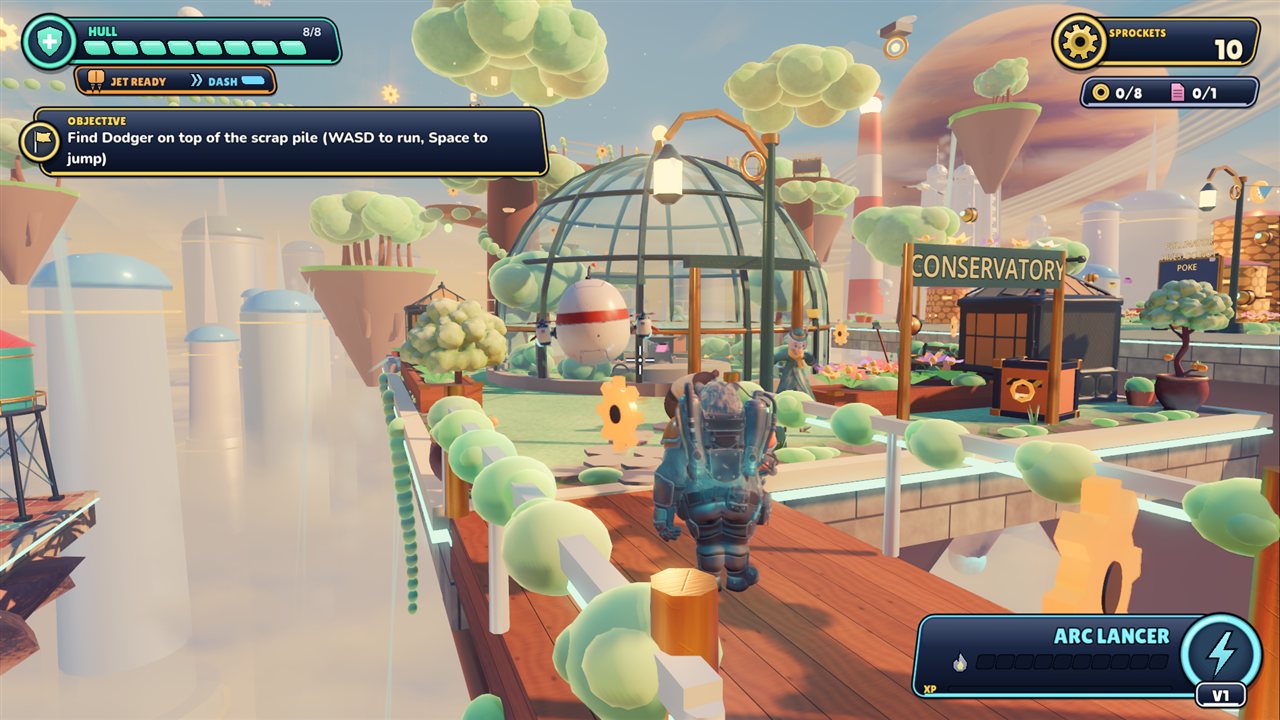 HULL
8/8
JET READY
DASH
OBJECTIVE
Find Dodger on top of the scrap pile (WASD to run, Space to
jump)
SPROCKETS
10
0/8
0/1
CONSERVATORY
POKE
ARC LANCER
XP
V1